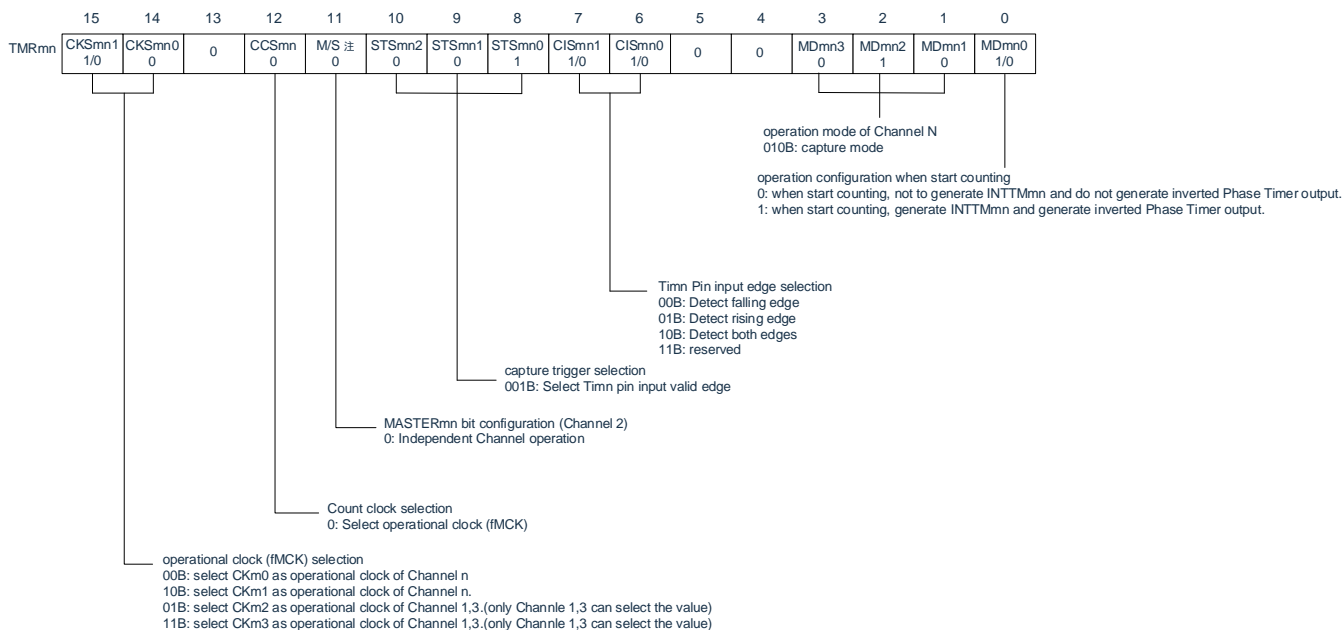 15 14 13 12 11 10 9 8 7 6 5 4 3 2 1 0
TMRmn CKSmn1 CKSmn0 0 CCSmn M/S 注 STSmn2 STSmn1 STSmn0 CISmn1 CISmn0 0 0 MDmn3 MDmn2 MDmn1 MDmn0
1/0 0 0 0 0 0 1 1/0 1/0 0 1 0 1/0
operation mode of Channel N
010B: capture mode
operation configuration when start counting
0: when start counting, not to generate INTTMmn and do not generate inverted Phase Timer output.
1: when start counting, generate INTTMmn and generate inverted Phase Timer output.
Timn Pin input edge selection
00B: Detect falling edge
01B: Detect rising edge
10B: Detect both edges
11B: reserved
capture trigger selection
001B: Select Timn pin input valid edge
MASTERmn bit configuration (Channel 2)
0: Independent Channel operation
Count clock selection
0: Select operational clock (fMCK)
operational clock (fMCK) selection
00B: select CKm0 as operational clock of Channel n
10B: select CKm1 as operational clock of Channel n.
01B: select CKm2 as operational clock of Channel 1,3.(only Channle 1,3 can select the value)
11B: select CKm3 as operational clock of Channel 1,3.(only Channle 1,3 can select the value)